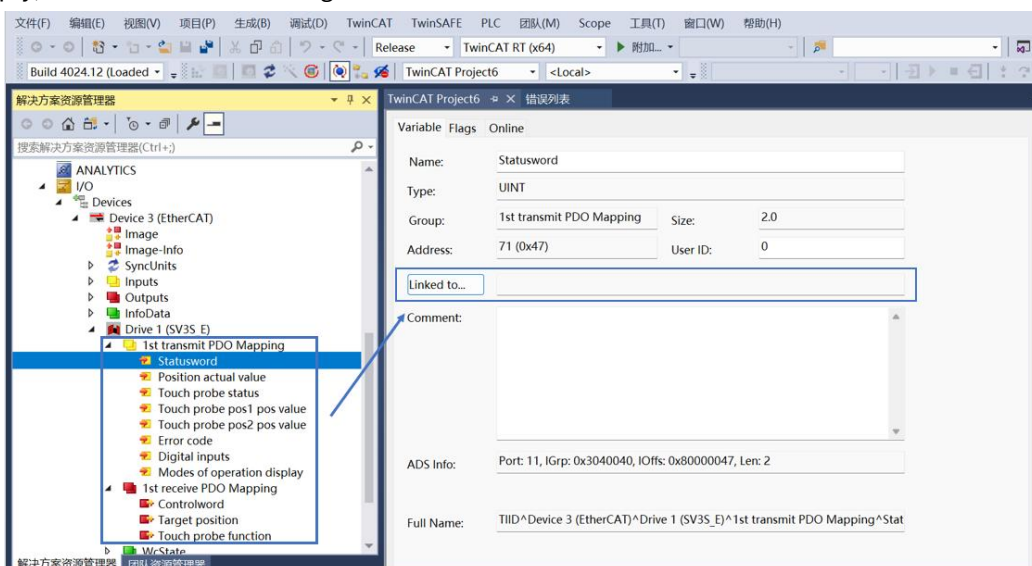 文件(F) 编辑(E) 视图(V) 项目(P) 生成(B) 调试(D) TwinCAT TwinSAFE PLC 团队(M) Scope 工具(T) 窗口(W) 帮助(H)
Release TwinCAT RT (x64) 附加...
Build 4024.12 (Loaded TwinCAT Project6 <Local>
解决方案资源管理器
搜索解决方案资源管理器(Ctrl+;)
ANALYTICS
I/O
Devices
Device 3 (EtherCAT)
Image
Image-Info
SyncUnits
Inputs
Outputs
InfoData
Drive 1 (SV3S_E)
1st transmit PDO Mapping
Statusword
Position actual value
Touch probe status
Touch probe pos1 pos value
Touch probe pos2 pos value
Error code
Digital inputs
Modes of operation display
1st receive PDO Mapping
Controlword
Target position
Touch probe function
WcState
解决方案资源管理器 团队资源管理器
TwinCAT Project6 错误列表
Variable Flags Online
Name: Statusword
Type: UINT
Group: 1st transmit PDO Mapping Size: 2.0
Address: 71 (0x47) User ID: 0
Linked to...
Comment:
ADS Info: Port: 11, IGrp: 0x3040040, IOffs: 0x80000047, Len: 2
Full Name: TIID^Device 3 (EtherCAT)^Drive 1 (SV3S_E)^1st transmit PDO Mapping^Stat